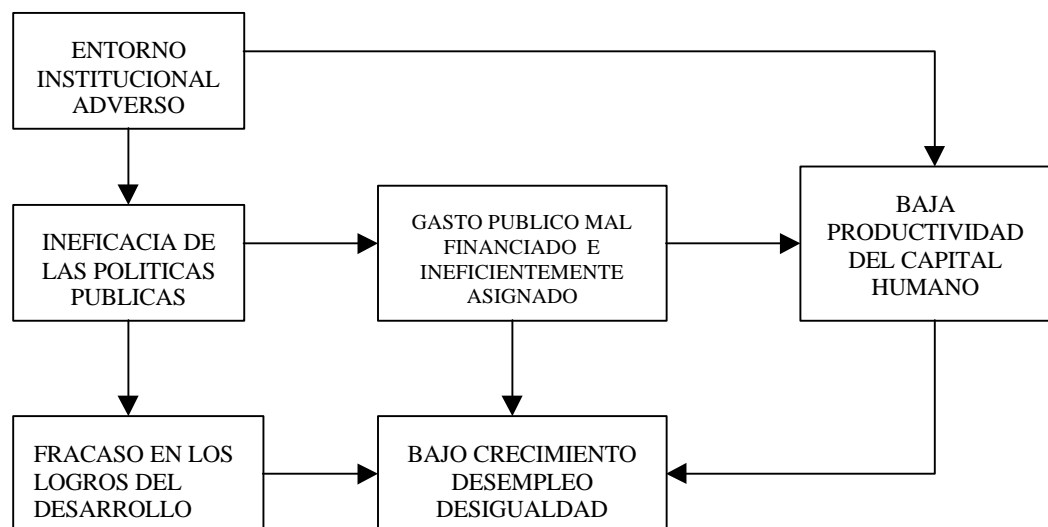 ENTORNO
INSTITUCIONAL
ADVERSO
INEFICACIA DE
LAS POLITICAS
PUBLICAS
GASTO PUBLICO MAL
FINANCIADO E
INEFICIENTEMENTE
ASIGNADO
BAJA
PRODUCTIVIDAD
DEL CAPITAL
HUMANO
FRACASO EN LOS
LOGROS DEL
DESARROLLO
BAJO CRECIMIENTO
DESEMPLEO
DESIGUALDAD